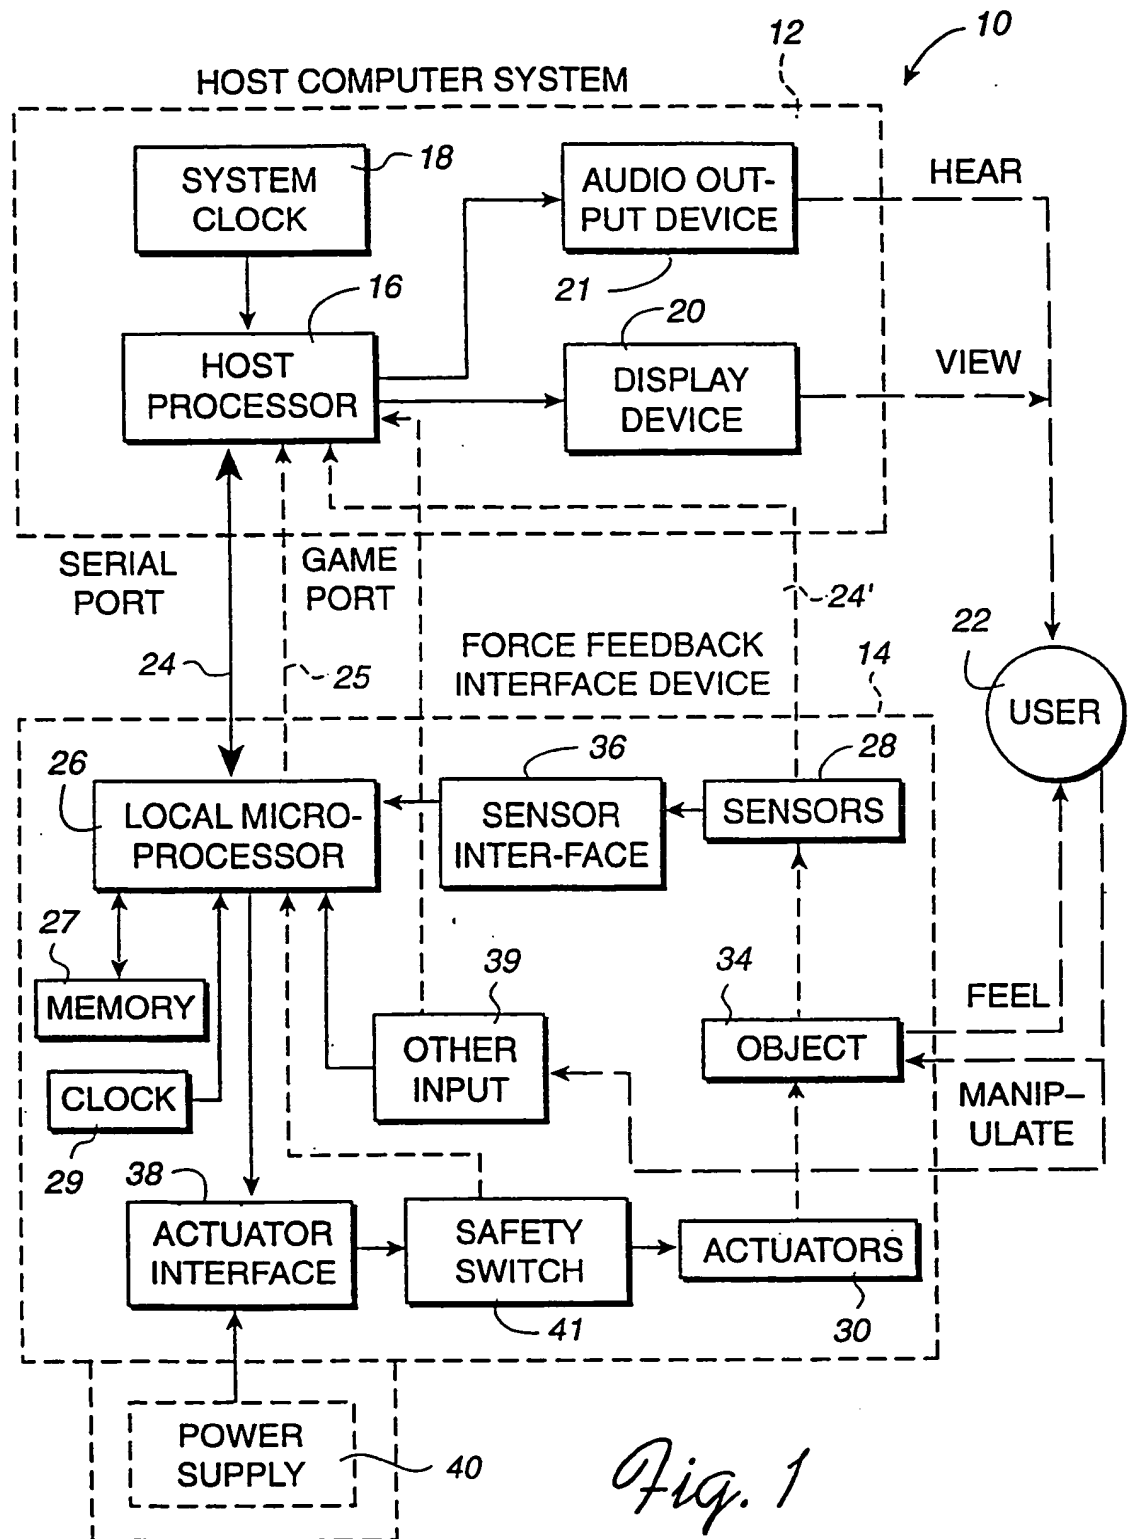 10
12
HOST COMPUTER SYSTEM
18
SYSTEM
CLOCK
AUDIO OUT-
PUT DEVICE
HEAR
21
16
20
HOST
PROCESSOR
DISPLAY
DEVICE
VIEW
SERIAL
PORT
GAME
PORT
24'
24
25
FORCE FEEDBACK
INTERFACE DEVICE
14
22
USER
26
36
28
LOCAL MICRO-
PROCESSOR
SENSOR
INTER-FACE
SENSORS
27
39
34
MEMORY
FEEL
OTHER
INPUT
OBJECT
CLOCK
MANIP-
ULATE
29
38
ACTUATOR
INTERFACE
SAFETY
SWITCH
ACTUATORS
41
30
POWER
SUPPLY
40
Fig. 1